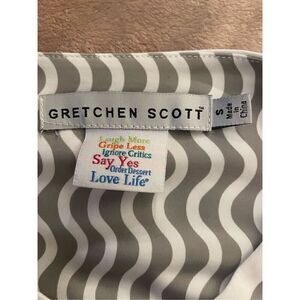 GRETCHEN SCOTT
S
Made in
China
Laugh More
Gripe Less
Ignore Critics
Say Yes
Order Dessert
Love Life®